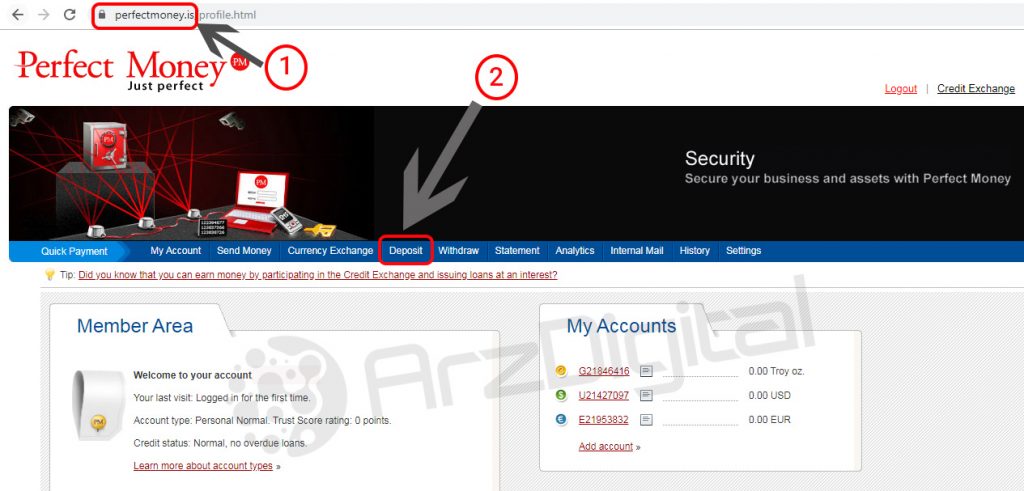 perfectmoney.is/profile.html
1
Perfect Money PM
Just perfect
2
Logout | Credit Exchange
PM
PM
Security
Secure your business and assets with Perfect Money
Quick Payment My Account Send Money Currency Exchange Deposit Withdraw Statement Analytics Internal Mail History Settings
Tip: Did you know that you can earn money by participating in the Credit Exchange and issuing loans at an interest?
Member Area
My Accounts
ArzDigital
Welcome to your account
Your last visit: Logged in for the first time.
Account type: Personal Normal. Trust Score rating: 0 points.
Credit status: Normal, no overdue loans.
Learn more about account types »
PM
G21846416 0.00 Troy oz.
U21427097 0.00 USD
E21953832 0.00 EUR
Add account »